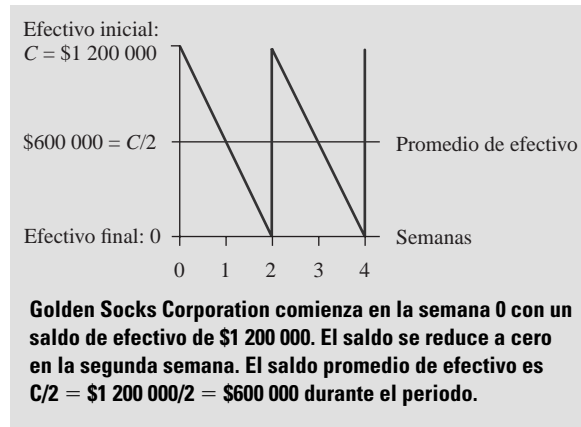 Efectivo inicial:
C = $1 200 000
$600 000 = C/2
Promedio de efectivo
Efectivo final: 0
Semanas
0 1 2 3 4
Golden Socks Corporation comienza en la semana 0 con un
saldo de efectivo de $1 200 000. El saldo se reduce a cero
en la segunda semana. El saldo promedio de efectivo es
C/2 = $1 200 000/2 = $600 000 durante el periodo.